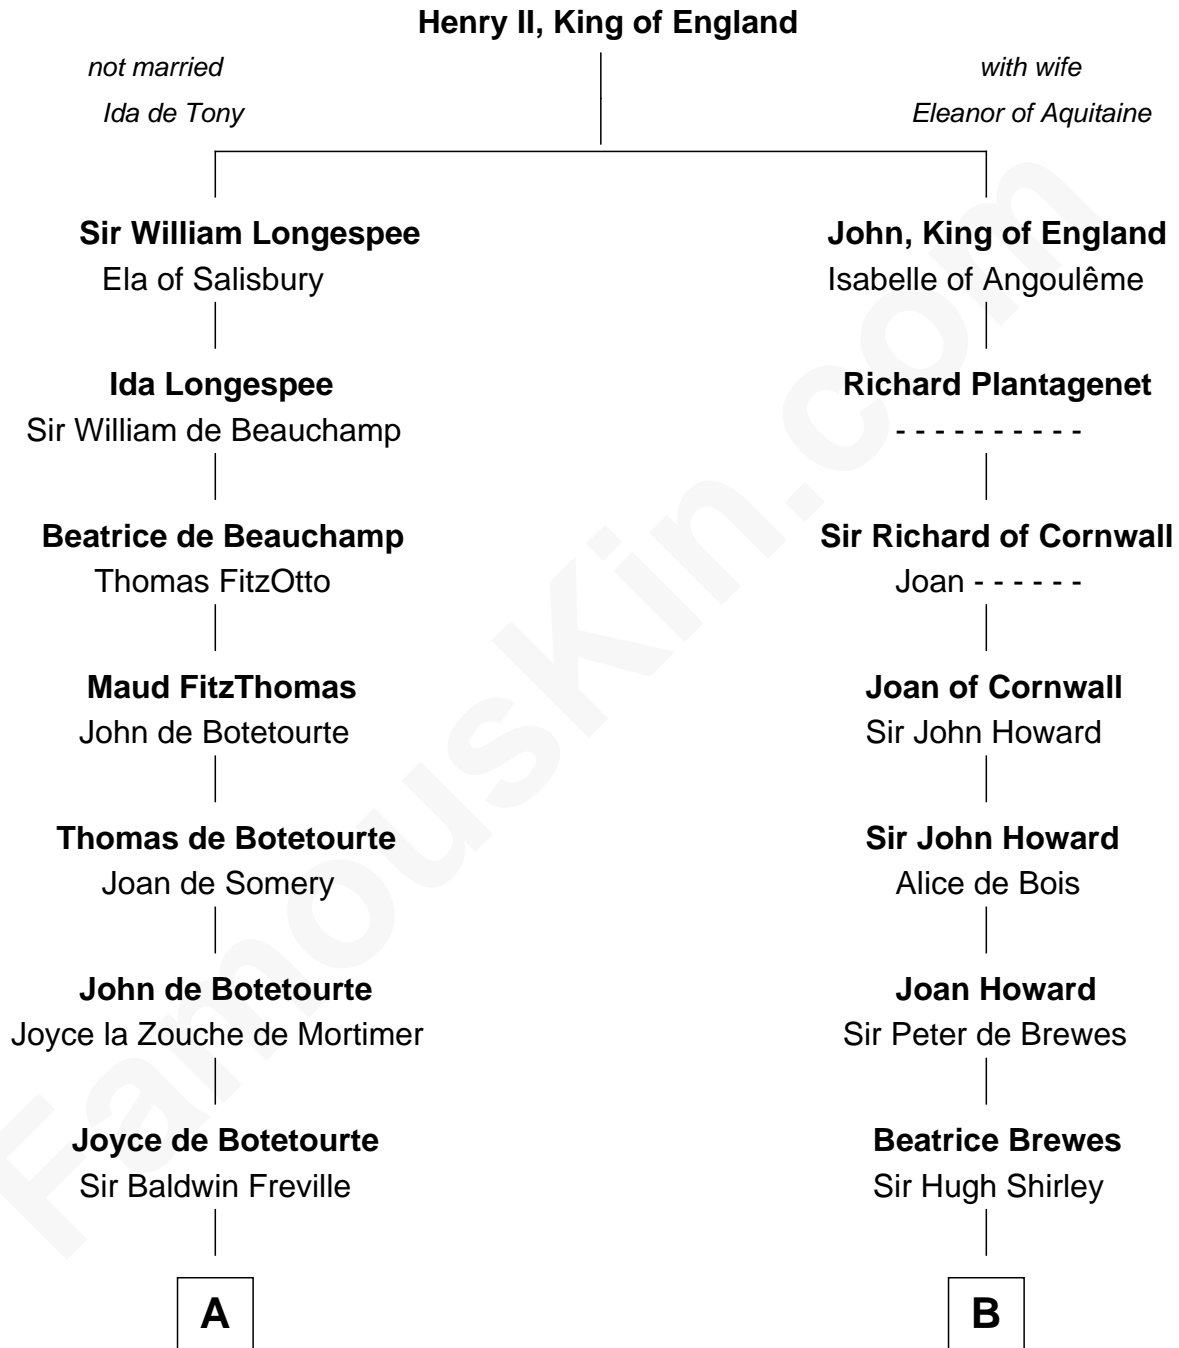 Henry II, King of England
not married
Ida de Tony
with wife
Eleanor of Aquitaine
Sir William Longespee
Ela of Salisbury
John, King of England
Isabelle of Angoulême
Ida Longespee
Sir William de Beauchamp
Richard Plantagenet
- - - - - - - - - -
Beatrice de Beauchamp
Thomas FitzOtto
Sir Richard of Cornwall
Joan - - - - - -
Maud FitzThomas
John de Botetourte
Joan of Cornwall
Sir John Howard
Thomas de Botetourte
Joan de Somery
Sir John Howard
Alice de Bois
John de Botetourte
Joyce la Zouche de Mortimer
Joan Howard
Sir Peter de Brewes
Joyce de Botetourte
Sir Baldwin Freville
Beatrice Brewes
Sir Hugh Shirley
A
B
FamousKin.com